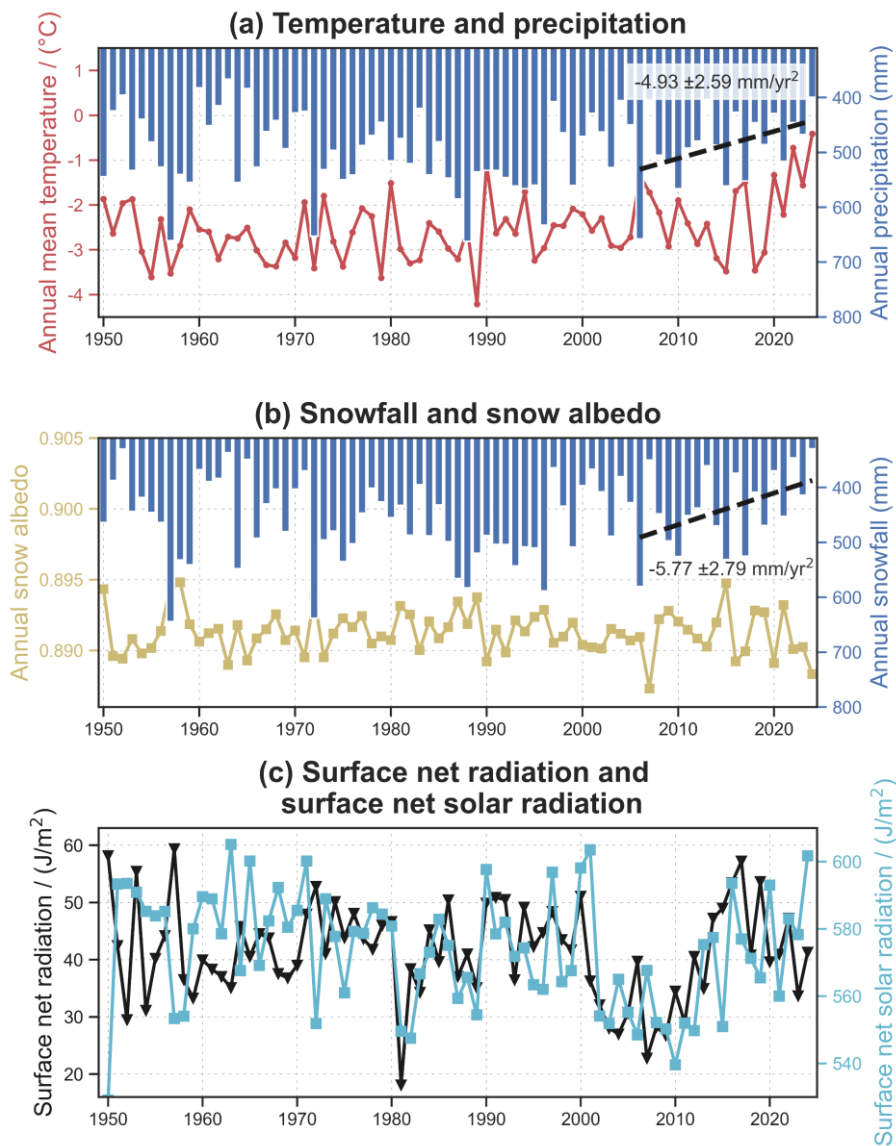 (a) Temperature and precipitation
Annual mean temperature / (°C)
1
0
-1
-2
-3
-4
-4.93 ±2.59 mm/yr²
400
500
600
700
800
Annual precipitation (mm)
1950 1960 1970 1980 1990 2000 2010 2020
(b) Snowfall and snow albedo
Annual snow albedo
0.905
0.900
0.895
0.890
-5.77 ±2.79 mm/yr²
400
500
600
700
800
Annual snowfall (mm)
1950 1960 1970 1980 1990 2000 2010 2020
(c) Surface net radiation and
surface net solar radiation
Surface net radiation / (J/m²)
60
50
40
30
20
600
580
560
540
Surface net solar radiation / (J/m²)
1950 1960 1970 1980 1990 2000 2010 2020